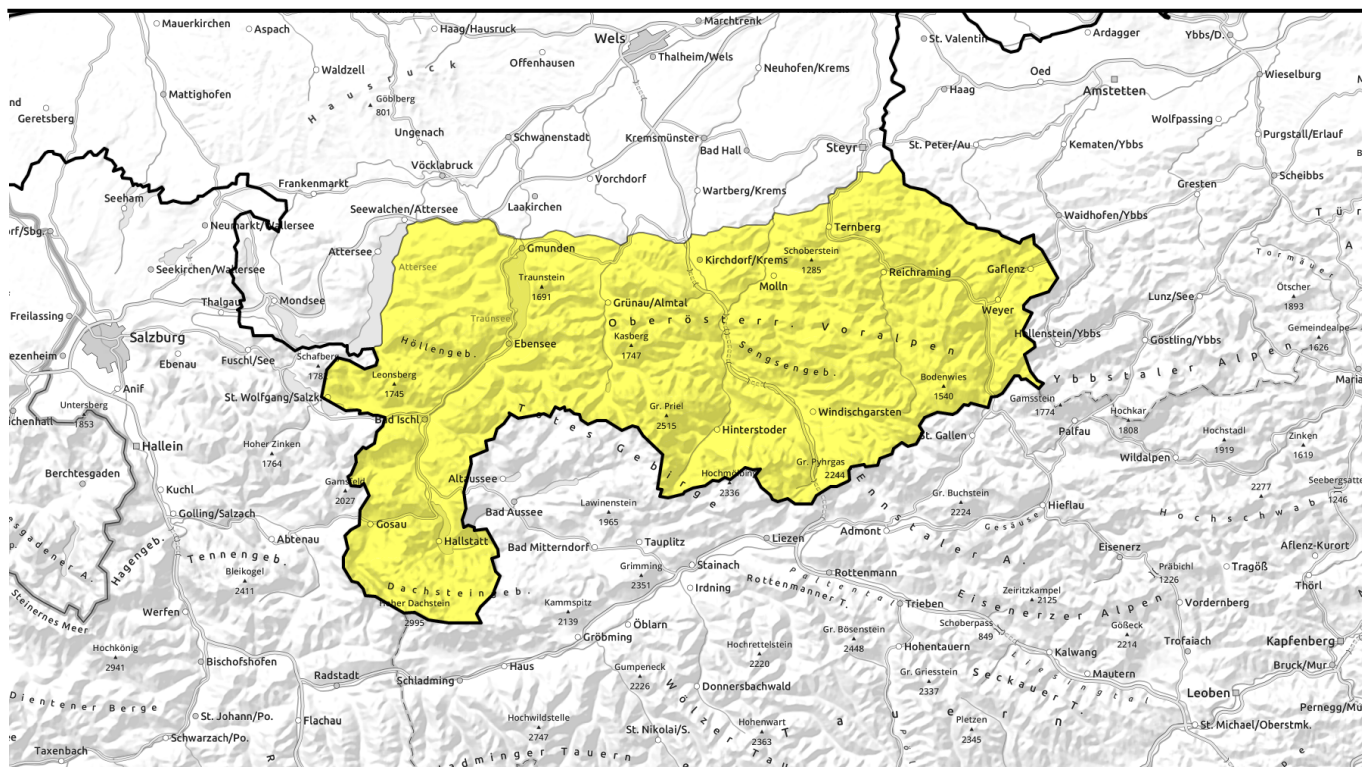 Mauerkirchen
Aspach
Haag/Hausruck
Marchtrenk
St. Valentin
Ardagger
Ybbs/D.
Wels
Thalheim/Wels
Offenhausen
Waldzell
Neuhofen/Krems
Oed
Wieselburg
Amstetten
Haag
Mattighofen
Hausruck
Göblberg
801
Geretsberg
Ungenach
Schwanenstadt
Kremsmünster
Bad Hall
Steyr
St. Peter/Au
Kematen/Ybbs
Wolfpassing
Purgstall/Erlauf
Vöcklabruck
Vorchdorf
Wartberg/Krems
Scheibbs
Gresten
Frankenmarkt
Seeham
Laakirchen
Seewalchen/Attersee
Neumarkt/Wallersee
Waidhofen/Ybbs
Ternberg
Attersee
Attersee
Gmunden
Kirchdorf/Krems
Schoberstein
1285
Seekirchen/Wallersee
Traunstein
1691
Molln
Reichraming
Gaflenz
Tormäuer
Ötscher
1893
Thalgau
Mondsee
Grünau/Almtal
Weyer
Lunz/See
Freilassing
Traunsee
Oberösterr. Voralpen
Gemeindealpe
1626
Salzburg
Kasberg
1747
Hollenstein/Ybbs
Göstling/Ybbs
Ebensee
Höllengeb.
Sengsengeb.
Ybbstaler Alpen
Ebenau
Fuschl/See
Schafberg
Leonsberg
1745
Bodenwies
1540
Anif
St. Wolfgang/Salzk
Gamsstein
1774
Untersberg
1853
Bad Ischl
Gr. Priel
2515
Windischgarsten
Hochkar
1808
Hinterstoder
Palfau
Hochstadl
1919
Zinken
1619
Hallein
Hoher Zinken
1764
Totes Gebirge
St. Gallen
Wildalpen
Berchtesgaden
Gamsfeld
2027
Altaussee
Hochmölbing
2336
Gr. Pyhrgas
2244
Kuchl
Lawinenstein
1965
Gr. Buchstein
2224
2277
1246
Golling/Salzach
Bad Aussee
Hieflau
Hochschwab
Gosau
Gesäuse
Abtenau
Hallstatt
Bad Mitterndorf
Tauplitz
Liezen
Admont
Ennstaler A.
Hagengeb.
Tennengeb.
Eisenerz
Aflenz-Kurort
Bleikogel
2411
Grimming
2351
Stainach
Rottenmann
Präbichl
1226
Tragöß
Irdning
Rottenmanner T.
Paltental
Thörl
Dachsteingeb.
Zeiritzkampel
2125
Steinernes Meer
Werfen
Hoher Dachstein
2995
Kammspitz
2139
Trieben
Eisenerzer Alpen
Vordernberg
Öblarn
Schoberpass
849
Gößeck
2214
Gröbming
Gr. Bösenstein
2448
Hochkönig
2941
Hochrettelstein
2220
Hohentauern
Kalwang
Trofaiach
Kapfenberg
Bischofshofen
Haus
Gumpeneck
2226
Gr. Griesstein
2337
Liesingtal
Bruck/Mur
Radstadt
Schladming
Seckauer T.
Mautern
Donnersbachwald
Leoben
Dientener Berge
Wölzer
St. Johann/Po.
Flachau
Hochwildstelle
2747
St. Nikolai/S.
Hohenwart
2363
Pletzen
2345
St. Michael/Oberstmk.
Schwarzach/Po.
Taxenbach